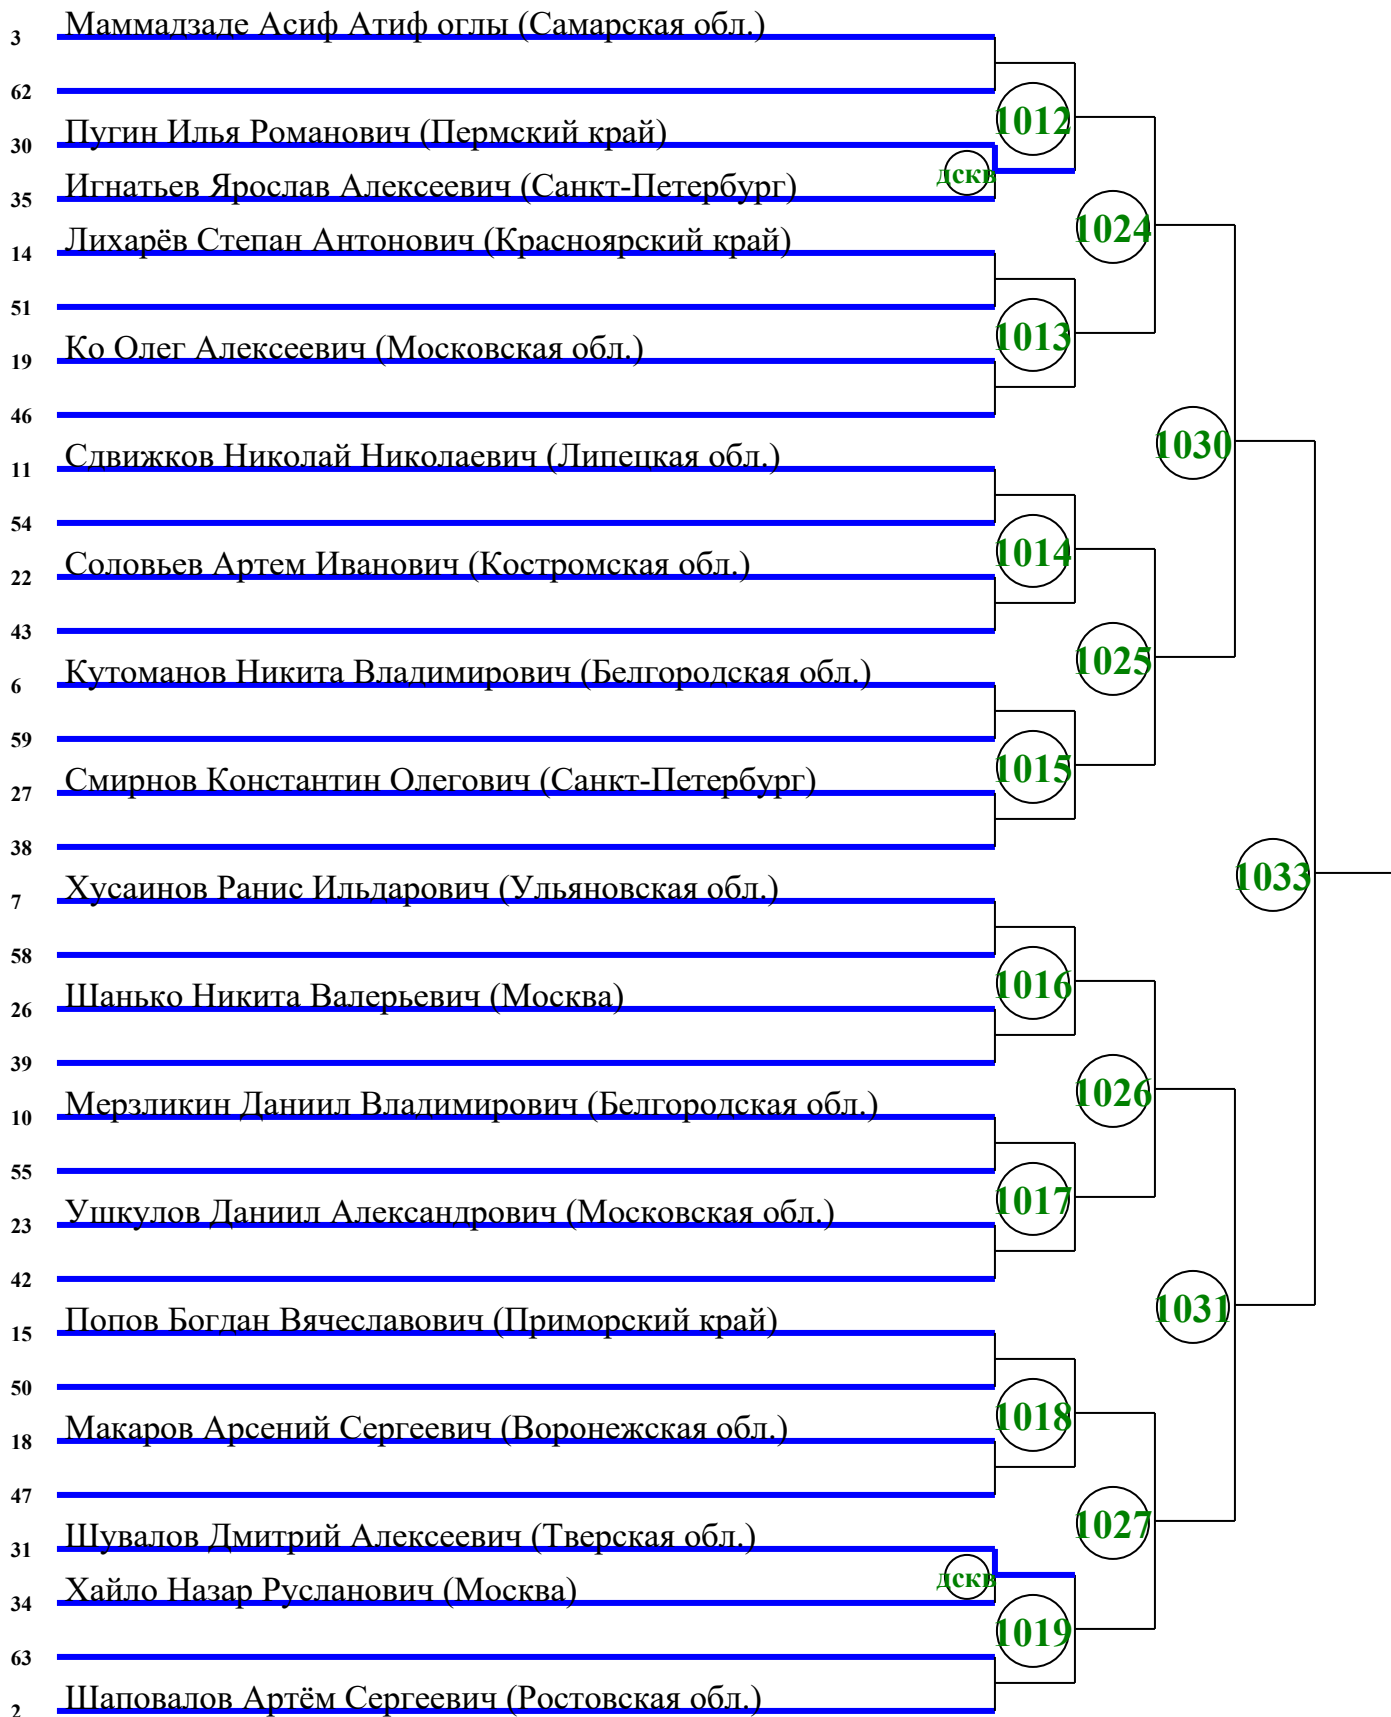 3 Маммадзаде Асиф Атиф оглы (Самарская обл.)
62
1012
30 Пугин Илья Романович (Пермский край)
дскв
35 Игнатьев Ярослав Алексеевич (Санкт-Петербург)
1024
14 Лихарёв Степан Антонович (Красноярский край)
51
1013
19 Ко Олег Алексеевич (Московская обл.)
46
1030
11 Сдвижков Николай Николаевич (Липецкая обл.)
54
1014
22 Соловьев Артем Иванович (Костромская обл.)
43
1025
6 Кутоманов Никита Владимирович (Белгородская обл.)
59
1015
27 Смирнов Константин Олегович (Санкт-Петербург)
38
1033
7 Хусаинов Ранис Ильдарович (Ульяновская обл.)
58
1016
26 Шанько Никита Валерьевич (Москва)
39
1026
10 Мерзликин Даниил Владимирович (Белгородская обл.)
55
1017
23 Ушкулов Даниил Александрович (Московская обл.)
42
1031
15 Попов Богдан Вячеславович (Приморский край)
50
1018
18 Макаров Арсений Сергеевич (Воронежская обл.)
47
1027
31 Шувалов Дмитрий Алексеевич (Тверская обл.)
дскв
34 Хайло Назар Русланович (Москва)
1019
63
2 Шаповалов Артём Сергеевич (Ростовская обл.)